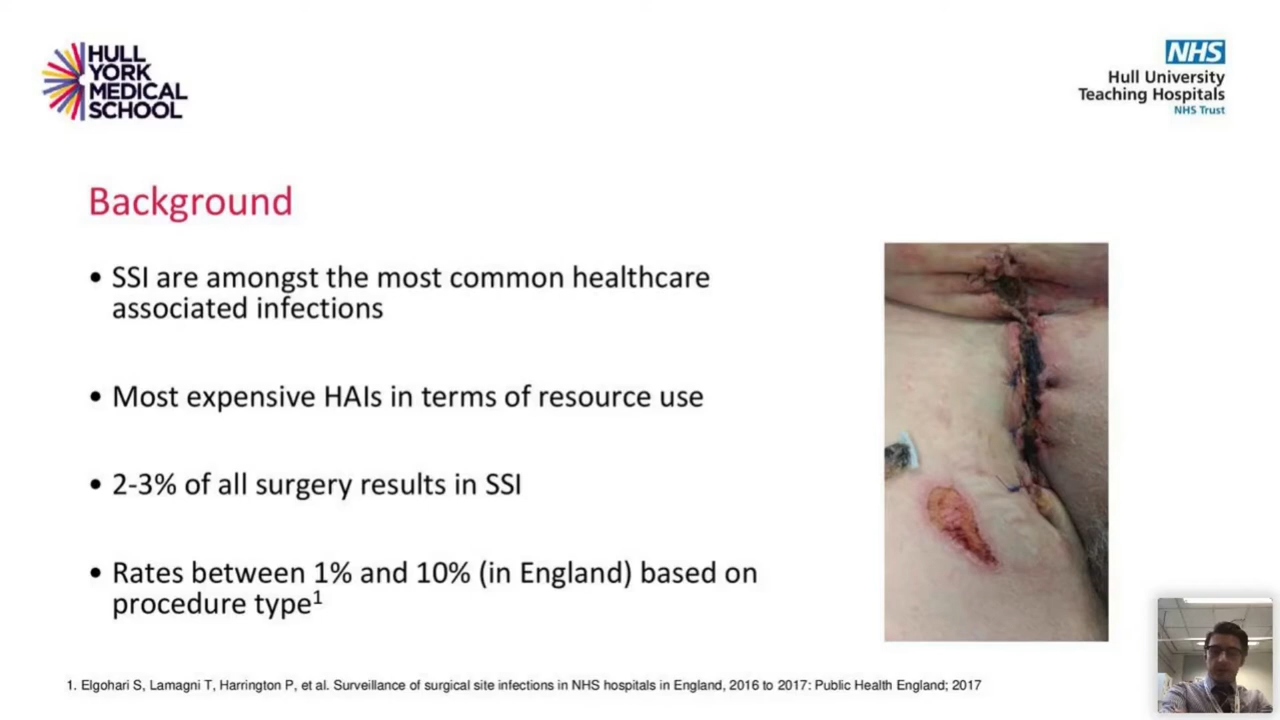 HULL
YORK
MEDICAL
SCHOOL
NHS
Hull University
Teaching Hospitals
NHS Trust
Background
• SSI are amongst the most common healthcare
associated infections
• Most expensive HAIs in terms of resource use
• 2-3% of all surgery results in SSI
• Rates between 1% and 10% (in England) based on
procedure type¹
1. Elgohari S, Lamagni T, Harrington P, et al. Surveillance of surgical site infections in NHS hospitals in England, 2016 to 2017: Public Health England; 2017